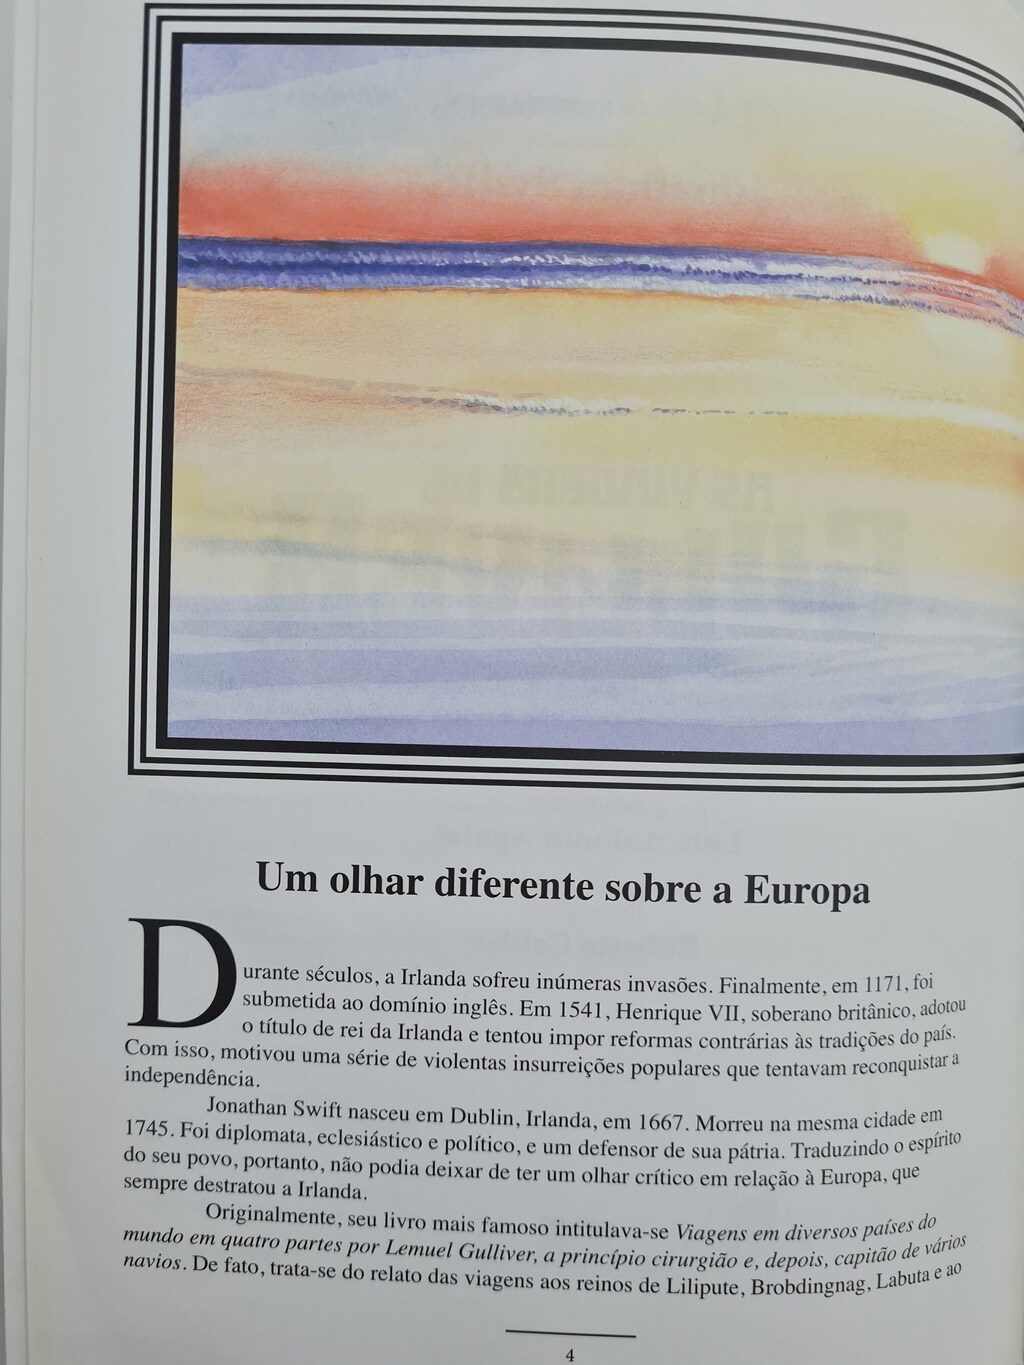 Um olhar diferente sobre a Europa
Durante séculos, a Irlanda sofreu inúmeras invasões. Finalmente, em 1171, foi
submetida ao domínio inglês. Em 1541, Henrique VII, soberano britânico, adotou
o título de rei da Irlanda e tentou impor reformas contrárias às tradições do país.
Com isso, motivou uma série de violentas insurreições populares que tentavam reconquistar a
independência.
Jonathan Swift nasceu em Dublin, Irlanda, em 1667. Morreu na mesma cidade em
1745. Foi diplomata, eclesiástico e político, e um defensor de sua pátria. Traduzindo o espírito
do seu povo, portanto, não podia deixar de ter um olhar crítico em relação à Europa, que
sempre destratou a Irlanda.
Originalmente, seu livro mais famoso intitulava-se Viagens em diversos países do
mundo em quatro partes por Lemuel Gulliver, a princípio cirurgião e, depois, capitão de vários
navios. De fato, trata-se do relato das viagens aos reinos de Lilipute, Brobdingnag, Labuta e ao
4